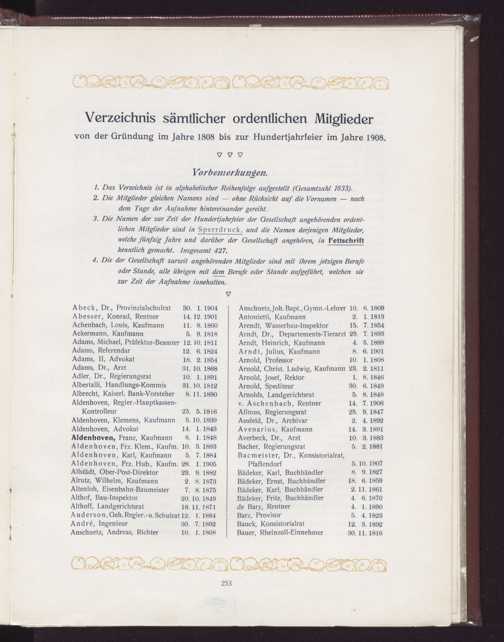 Verzeichnis sämtlicher ordentlichen Mitglieder
von der Gründung im Jahre 1808 bis zur Hundertjahrfeier im Jahre 1908.
Vorbemerkungen.
1. Das Verzeichnis ist in alphabetischer Reihenfolge aufgestellt (Gesamtzahl 1633).
2. Die Mitglieder gleichen Namens sind — ohne Rücksicht auf die Vornamen — nach
dem Tage der Aufnahme hintereinander gereiht.
3. Die Namen der zur Zeit der Hundertjahrfeier der Gesellschaft angehörenden ordent-
lichen Mitglieder sind in Sperrdruck, und die Namen derjenigen Mitglieder,
welche fünfzig Jahre und darüber der Gesellschaft angehören, in Fettschrift
kenntlich gemacht. Insgesamt 427.
4. Die der Gesellschaft zurzeit angehörenden Mitglieder sind mit ihrem jetzigen Berufe
oder Stande, alle übrigen mit dem Berufe oder Stande aufgeführt, welchen sie
zur Zeit der Aufnahme innehatten.
Abeck, Dr., Provinzialschulrat 30. 1. 1904
Abesser, Konrad, Rentner 14. 12. 1901
Achenbach, Louis, Kaufmann 11. 8. 1860
Ackermann, Kaufmann 5. 9. 1818
Adams, Michael, Präfektur-Beamter 12. 10. 1811
Adams, Referendar 12. 6. 1824
Adams, II, Advokat 18. 2. 1854
Adams, Dr., Arzt 31. 10. 1868
Adler, Dr., Regierungsrat 10. 1. 1891
Albertalli, Handlungs-Kommis 31. 10. 1812
Albrecht, Kaiserl. Bank-Vorsteher 8. 11. 1890
Aldenhoven, Regier.-Hauptkassen-
Kontrolleur 25. 5. 1816
Aldenhoven, Klemens, Kaufmann 5. 10. 1839
Aldenhoven, Advokat 14. 1. 1843
Aldenhoven, Franz, Kaufmann 8. 1. 1848
Aldenhoven, Frz. Klem., Kaufm. 10. 3. 1883
Aldenhoven, Karl, Kaufmann 5. 7. 1884
Aldenhoven, Frz. Hub., Kaufm. 28. 1. 1905
Allstädt, Ober-Post-Direktor 23. 9. 1882
Alrutz, Wilhelm, Kaufmann 2. 8. 1873
Altenloh, Eisenbahn-Baumeister 7. 8. 1875
Althof, Bau-Inspektor 20. 10. 1849
Althoff, Landgerichtsrat 18. 11. 1871
Anderson, Geh. Regier.- u. Schulrat 12. 1. 1884
André, Ingenieur 30. 7. 1892
Anschuetz, Andreas, Richter 10. 1. 1808
Anschuetz, Joh. Bapt., Gymn.-Lehrer 10. 6. 1809
Antonietti, Kaufmann 2. 1. 1819
Arendt, Wasserbau-Inspektor 15. 7. 1854
Arndt, Dr., Departements-Tierarzt 29. 7. 1893
Arndt, Heinrich, Kaufmann 4. 5. 1889
Arndt, Julius, Kaufmann 8. 6. 1901
Arnold, Professor 10. 1. 1808
Arnold, Christ. Ludwig, Kaufmann 23. 2. 1811
Arnold, Josef, Rektor 1. 8. 1846
Arnold, Spediteur 30. 6. 1849
Arnolds, Landgerichtsrat 5. 8. 1848
v. Aschenbach, Rentner 14. 7. 1906
Aßmus, Regierungsrat 25. 9. 1847
Ausfeld, Dr., Archivar 2. 4. 1892
Avenarius, Kaufmann 14. 3. 1891
Averbeck, Dr., Arzt 10. 3. 1883
Bacher, Regierungsrat 5. 2. 1881
Bacmeister, Dr., Konsistorialrat,
Pfaffendorf 5. 10. 1907
Bädeker, Karl, Buchhändler 8. 9. 1827
Bädeker, Ernst, Buchhändler 18. 6. 1859
Bädeker, Karl, Buchhändler 2. 11. 1861
Bädeker, Fritz, Buchhändler 4. 6. 1870
de Bary, Rentner 4. 1. 1890
Barz, Provisor 5. 4. 1823
Bauck, Konsistorialrat 12. 3. 1892
Bauer, Rheinzoll-Einnehmer 30. 11. 1816
253